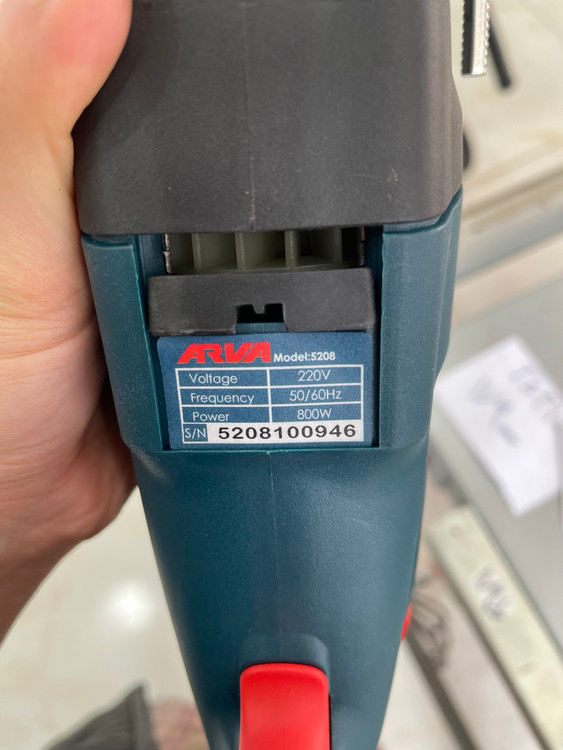 ARVA Model:5208
Voltage 220V
Frequency 50/60Hz
Power 800W
S/N 5208100946